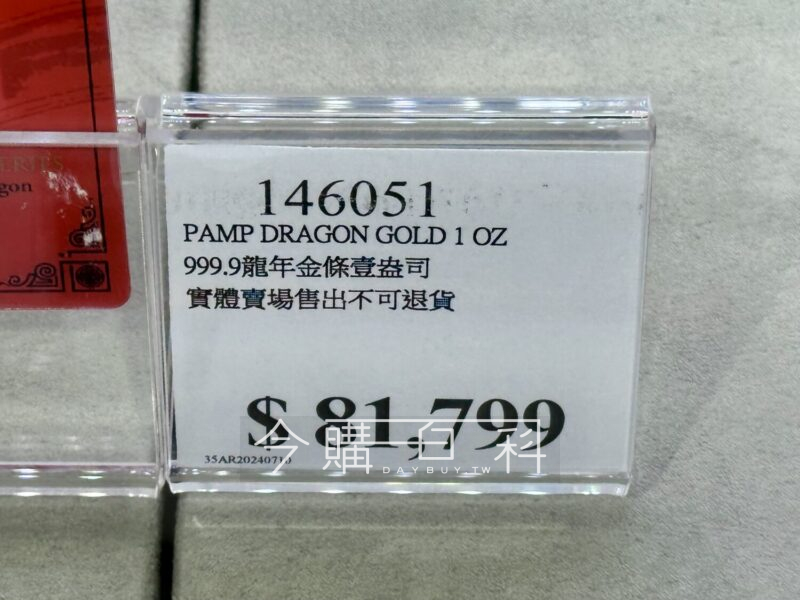 146051
PAMP DRAGON GOLD 1 OZ
999.9龍年金條壹盎司
實體賣場售出不可退貨
$ 81,799
35AR20240710
今購百科
DAYBUY.TW